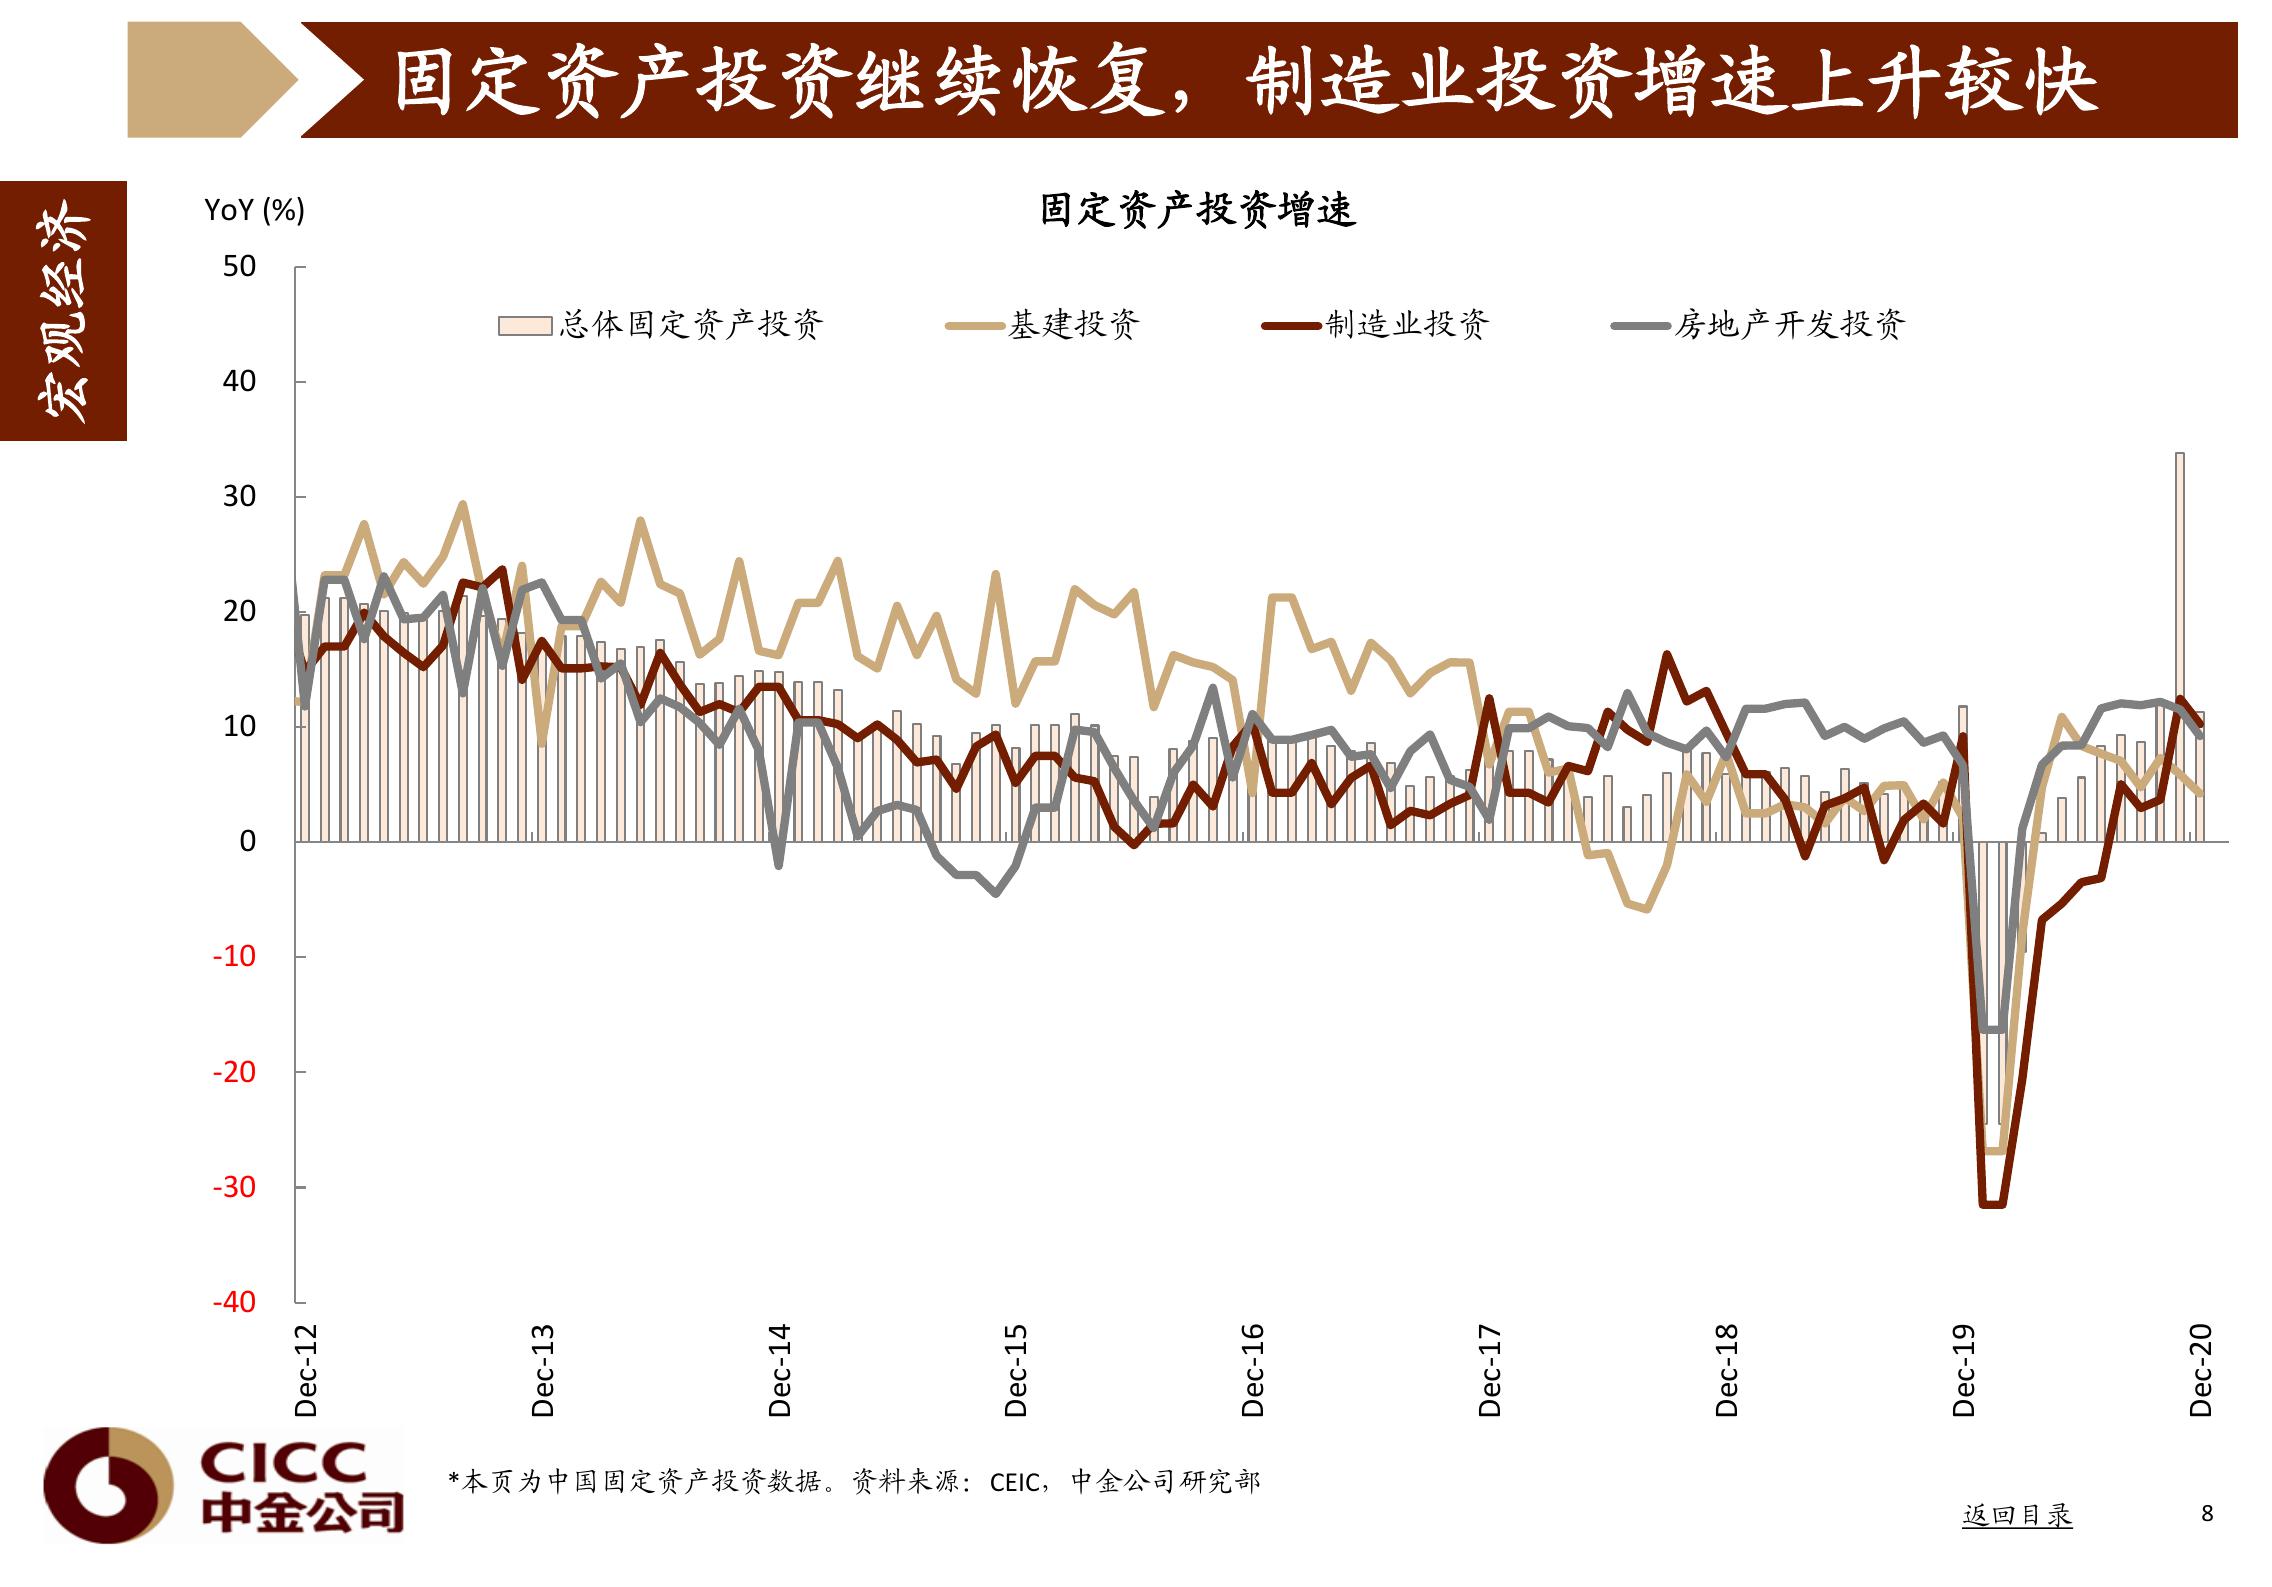 固定资产投资继续恢复，制造业投资增速上升较快
宏观经济
YoY (%)
固定资产投资增速
总体固定资产投资
基建投资
制造业投资
房地产开发投资
50
40
30
20
10
0
-10
-20
-30
-40
Dec-12
Dec-13
Dec-14
Dec-15
Dec-16
Dec-17
Dec-18
Dec-19
Dec-20
CICC
中金公司
*本页为中国固定资产投资数据。资料来源：CEIC，中金公司研究部
返回目录
8